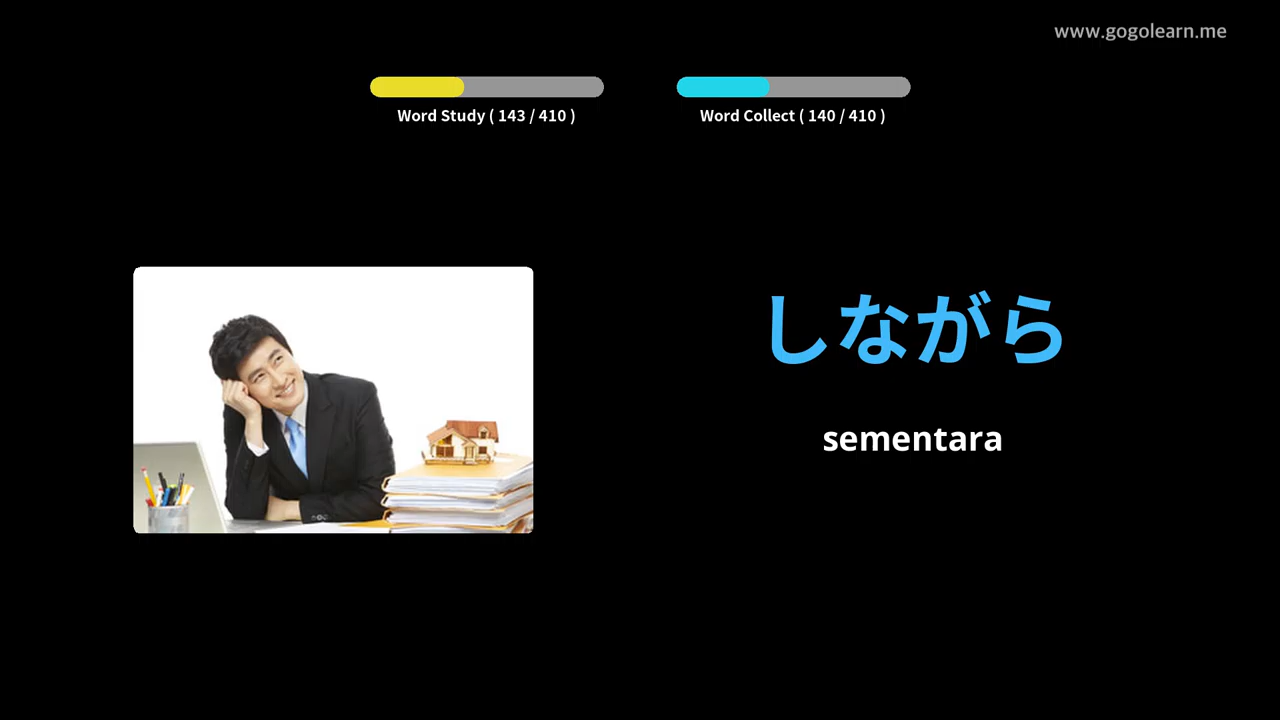 www.gogolearn.me
Word Study ( 143 / 410 )
Word Collect ( 140 / 410 )
しながら
sementara